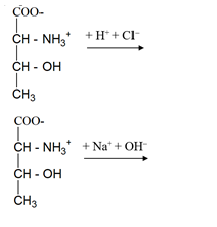 COO-
CH - NH₃⁺ + H⁺ + Cl⁻
CH - OH
CH₃
COO-
CH - NH₃⁺ + Na⁺ + OH⁻
CH - OH
CH₃